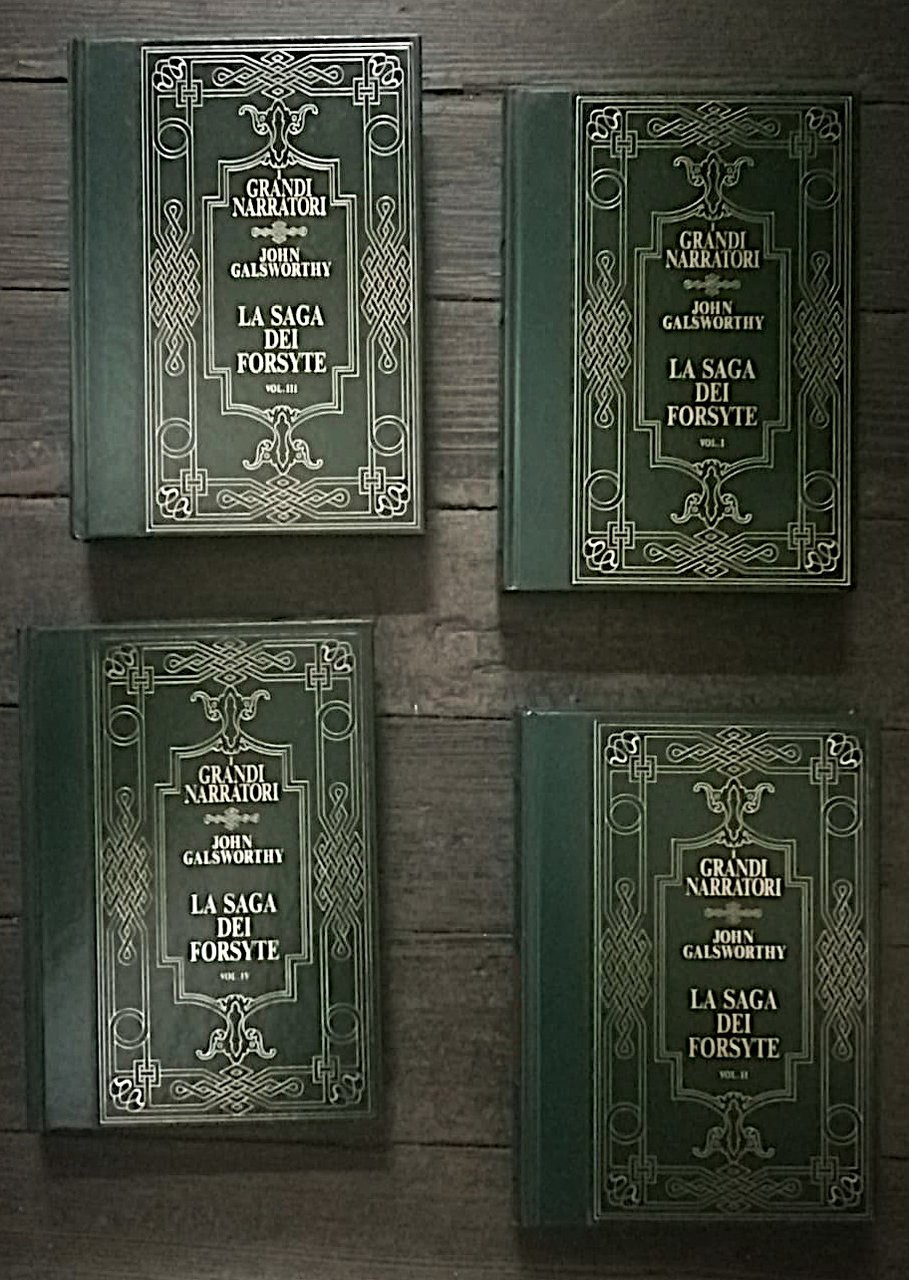 I
GRANDI
NARRATORI
JOHN
GALSWORTHY
LA SAGA
DEI
FORSYTE
VOL. III
I
GRANDI
NARRATORI
JOHN
GALSWORTHY
LA SAGA
DEI
FORSYTE
VOL. I
I
GRANDI
NARRATORI
JOHN
GALSWORTHY
LA SAGA
DEI
FORSYTE
VOL. IV
I
GRANDI
NARRATORI
JOHN
GALSWORTHY
LA SAGA
DEI
FORSYTE
VOL. II